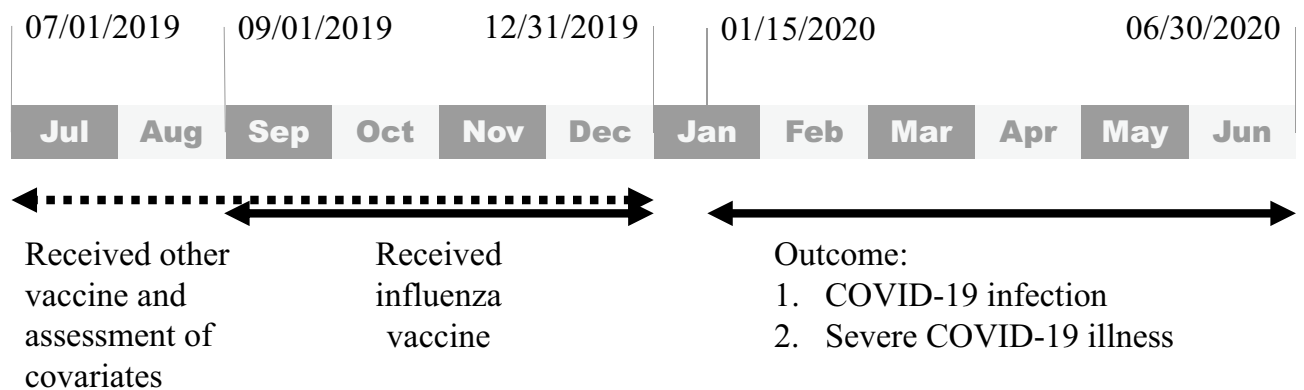 07/01/2019 09/01/2019 12/31/2019 01/15/2020 06/30/2020
Jul Aug Sep Oct Nov Dec Jan Feb Mar Apr May Jun
Received other
vaccine and
assessment of
covariates
Received
influenza
vaccine
Outcome:
1. COVID-19 infection
2. Severe COVID-19 illness